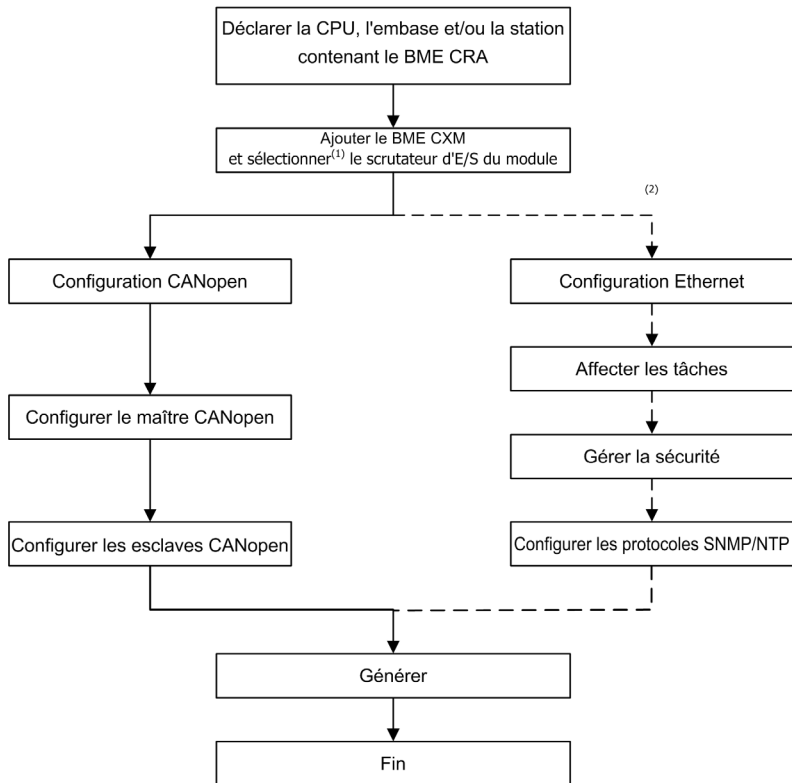 Déclarer la CPU, l'embase et/ou la station
contenant le BME CRA
Ajouter le BME CXM
et sélectionner(1) le scrutateur d'E/S du module
(2)
Configuration CANopen
Configuration Ethernet
Affecter les tâches
Configurer le maître CANopen
Gérer la sécurité
Configurer les esclaves CANopen
Configurer les protocoles SNMP/NTP
Générer
Fin